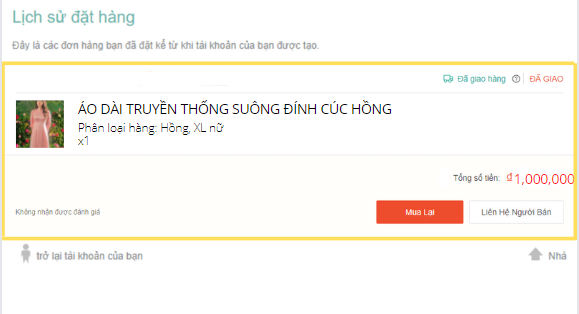 Lịch sử đặt hàng
Đây là các đơn hàng bạn đã đặt kể từ khi tài khoản của bạn được tạo.
Đã giao hàng ? | ĐÃ GIAO
ÁO DÀI TRUYỀN THỐNG SUÔNG ĐÍNH CÚC HỒNG
Phân loại hàng: Hồng, XL nữ
x1
Tổng số tiền: ₫1,000,000
Không nhận được đánh giá
Mua Lại
Liên Hệ Người Bán
trở lại tài khoản của bạn
Nhà